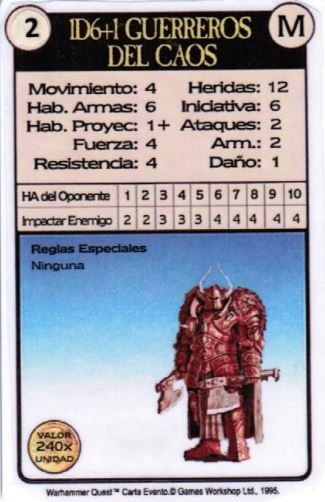 2
1D6+1 GUERREROS
DEL CAOS
M
Movimiento: 4 Heridas: 12
Hab. Armas: 6 Iniciativa: 6
Hab. Proyec: 1+ Ataques: 2
Fuerza: 4 Arm.: 2
Resistencia: 4 Daño: 1
HA del Oponente 1 2 3 4 5 6 7 8 9 10
Impactar Enemigo 2 2 3 3 3 3 4 4 4 4
Reglas Especiales
Ninguna
VALOR
240x
UNIDAD
Warhammer Quest™ Carta Evento.© Games Workshop Ltd., 1995.